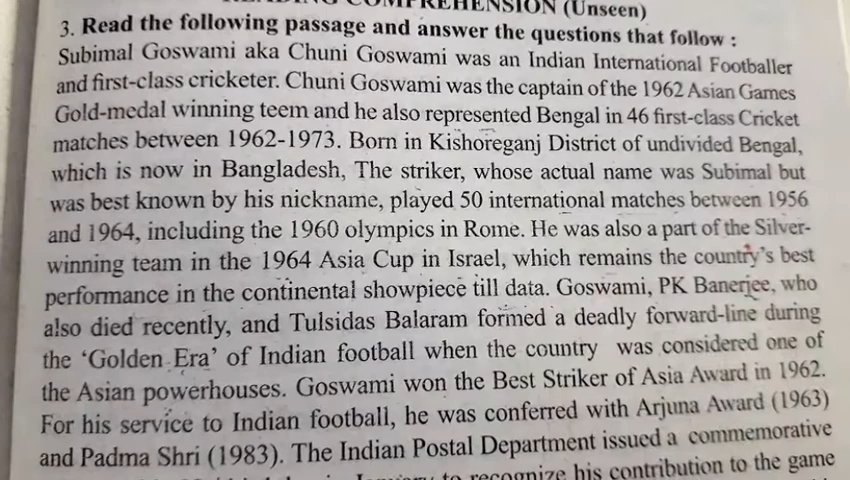 COMPREHENSION (Unseen)
3. Read the following passage and answer the questions that follow :
Subimal Goswami aka Chuni Goswami was an Indian International Footballer
and first-class cricketer. Chuni Goswami was the captain of the 1962 Asian Games
Gold-medal winning teem and he also represented Bengal in 46 first-class Cricket
matches between 1962-1973. Born in Kishoreganj District of undivided Bengal,
which is now in Bangladesh, The striker, whose actual name was Subimal but
was best known by his nickname, played 50 international matches between 1956
and 1964, including the 1960 olympics in Rome. He was also a part of the Silver-
winning team in the 1964 Asia Cup in Israel, which remains the country's best
performance in the continental showpiece till data. Goswami, PK Banerjee, who
also died recently, and Tulsidas Balaram formed a deadly forward-line during
the 'Golden Era' of Indian football when the country was considered one of
the Asian powerhouses. Goswami won the Best Striker of Asia Award in 1962.
For his service to Indian football, he was conferred with Arjuna Award (1963)
and Padma Shri (1983). The Indian Postal Department issued a commemorative
January to recognize his contribution to the game